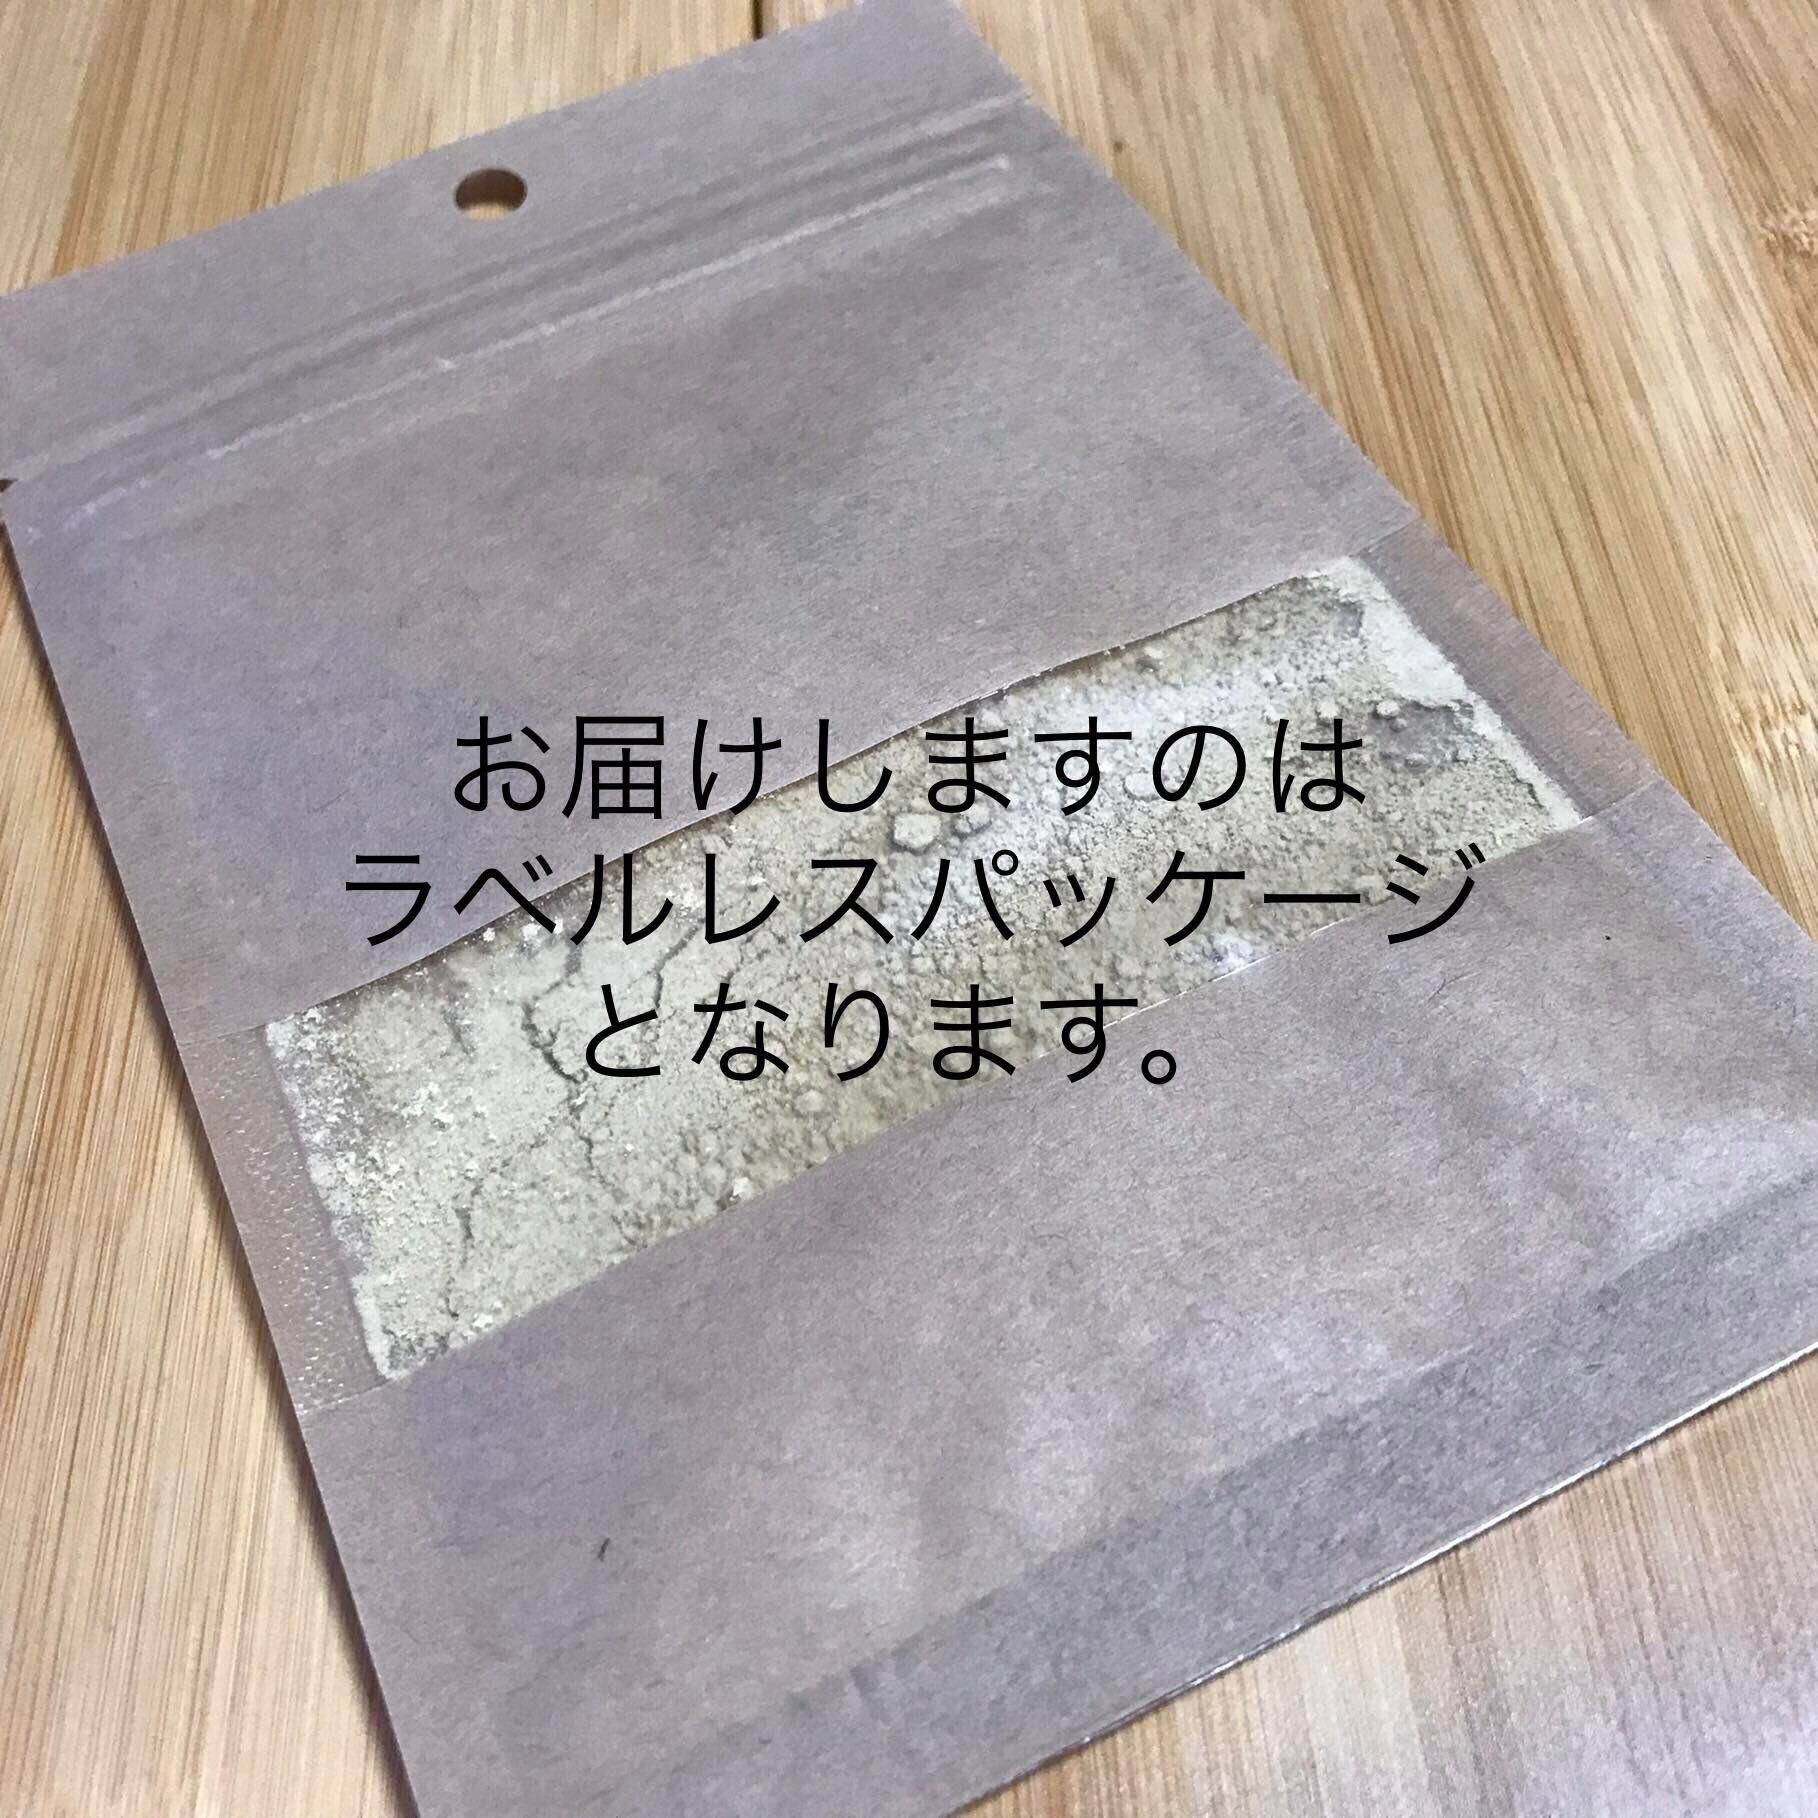 お届けしますのは
ラベルレスパッケージ
となります。